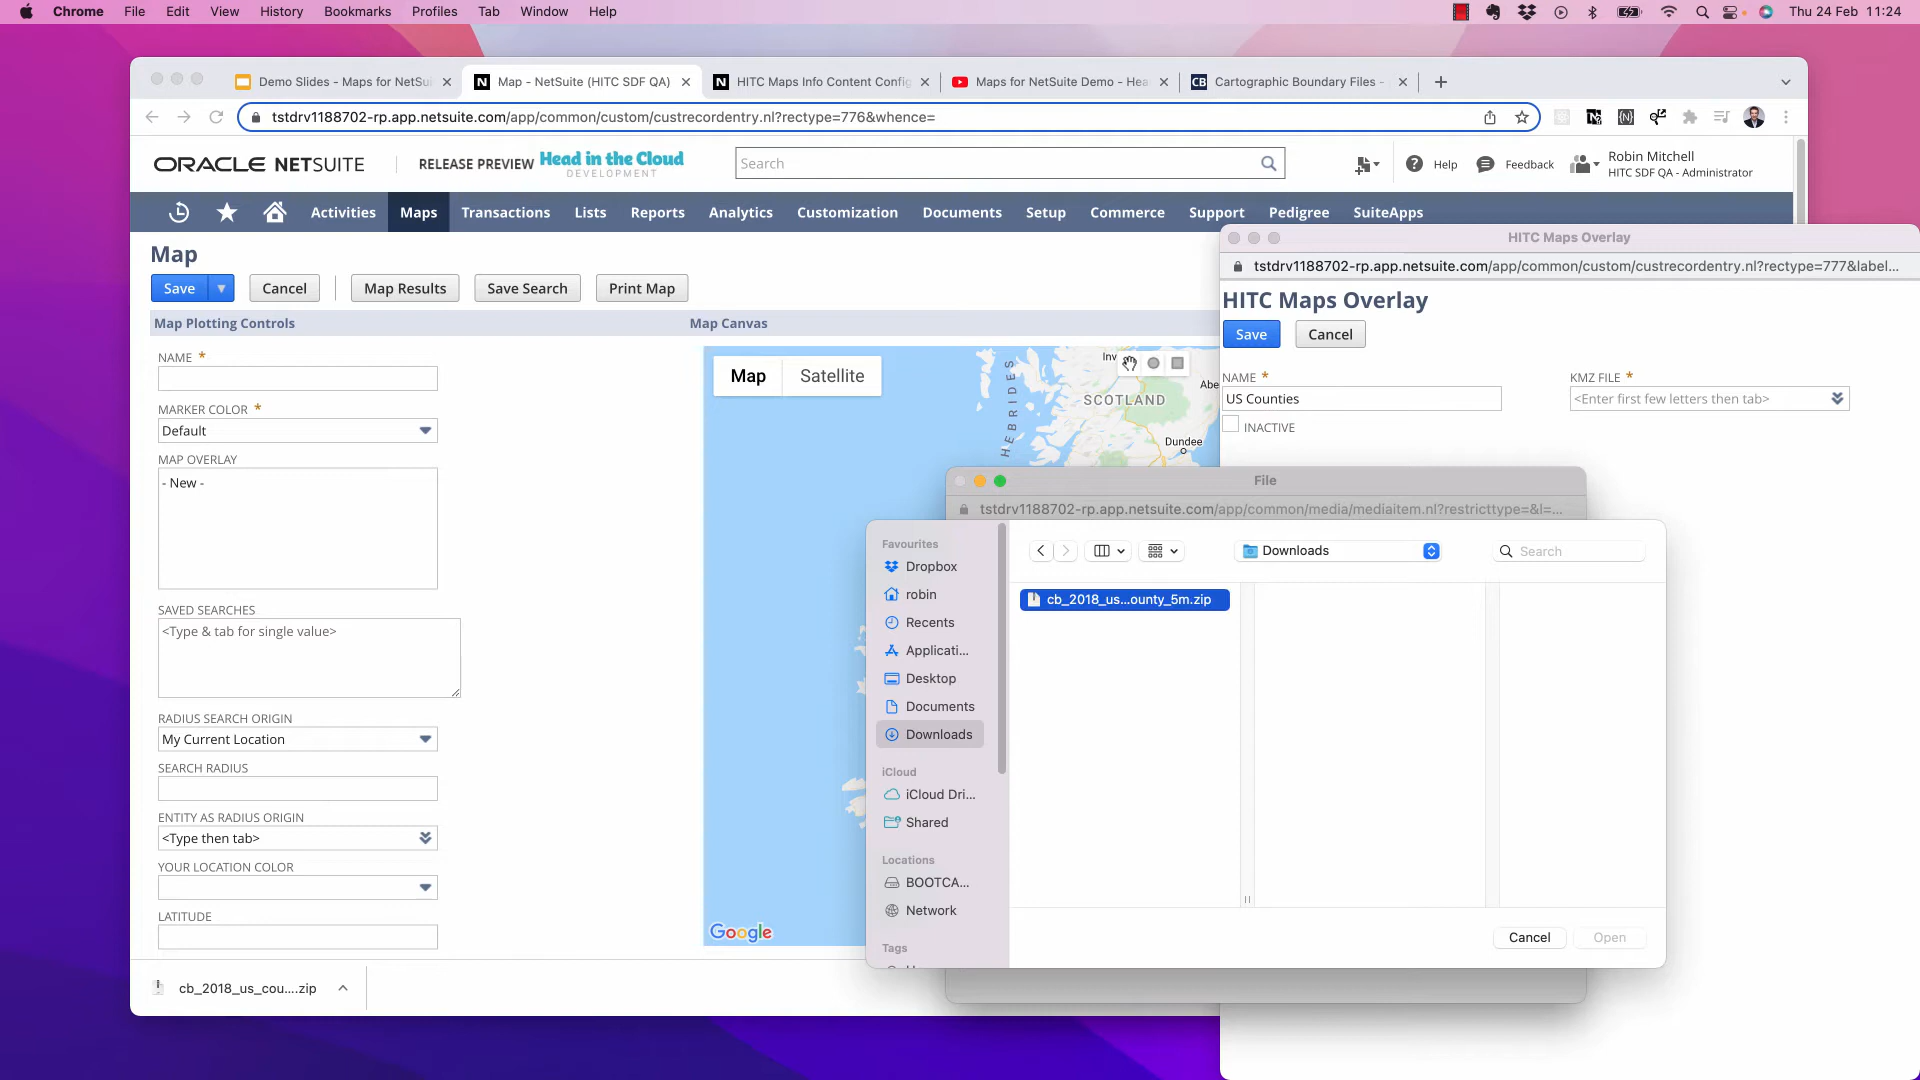 Chrome File Edit View History Bookmarks Profiles Tab Window Help Thu 24 Feb 11:24
Demo Slides - Maps for NetSui Map - NetSuite (HITC SDF QA) HITC Maps Info Content Config Maps for NetSuite Demo - Hea Cartographic Boundary Files -
tstdrv1188702-rp.app.netsuite.com/app/common/custom/custrecordentry.nl?rectype=776&whence=
ORACLE NETSUITE RELEASE PREVIEW Head in the Cloud
DEVELOPMENT
Search
Help Feedback
Robin Mitchell
HITC SDF QA - Administrator
Activities Maps Transactions Lists Reports Analytics Customization Documents Setup Commerce Support Pedigree SuiteApps
Map
Save Cancel Map Results Save Search Print Map
Map Plotting Controls
NAME *
MARKER COLOR *
Default
MAP OVERLAY
- New -
SAVED SEARCHES
<Type & tab for single value>
RADIUS SEARCH ORIGIN
My Current Location
SEARCH RADIUS
ENTITY AS RADIUS ORIGIN
<Type then tab>
YOUR LOCATION COLOR
LATITUDE
Map Canvas
Map Satellite
Inv
Abe
HEBRIDES
SCOTLAND
Dundee
Google
HITC Maps Overlay
tstdrv1188702-rp.app.netsuite.com/app/common/custom/custrecordentry.nl?rectype=777&label...
HITC Maps Overlay
Save Cancel
NAME *
US Counties
INACTIVE
KMZ FILE *
<Enter first few letters then tab>
File
tstdrv1188702-rp.app.netsuite.com/app/common/media/mediaitem.nl?restricttype=&l=...
Favourites
Dropbox
robin
Recents
Applicati...
Desktop
Documents
Downloads
iCloud
iCloud Dri...
Shared
Locations
BOOTCA...
Network
Tags
Downloads
Search
cb_2018_us...ounty_5m.zip
Cancel Open
cb_2018_us_cou....zip